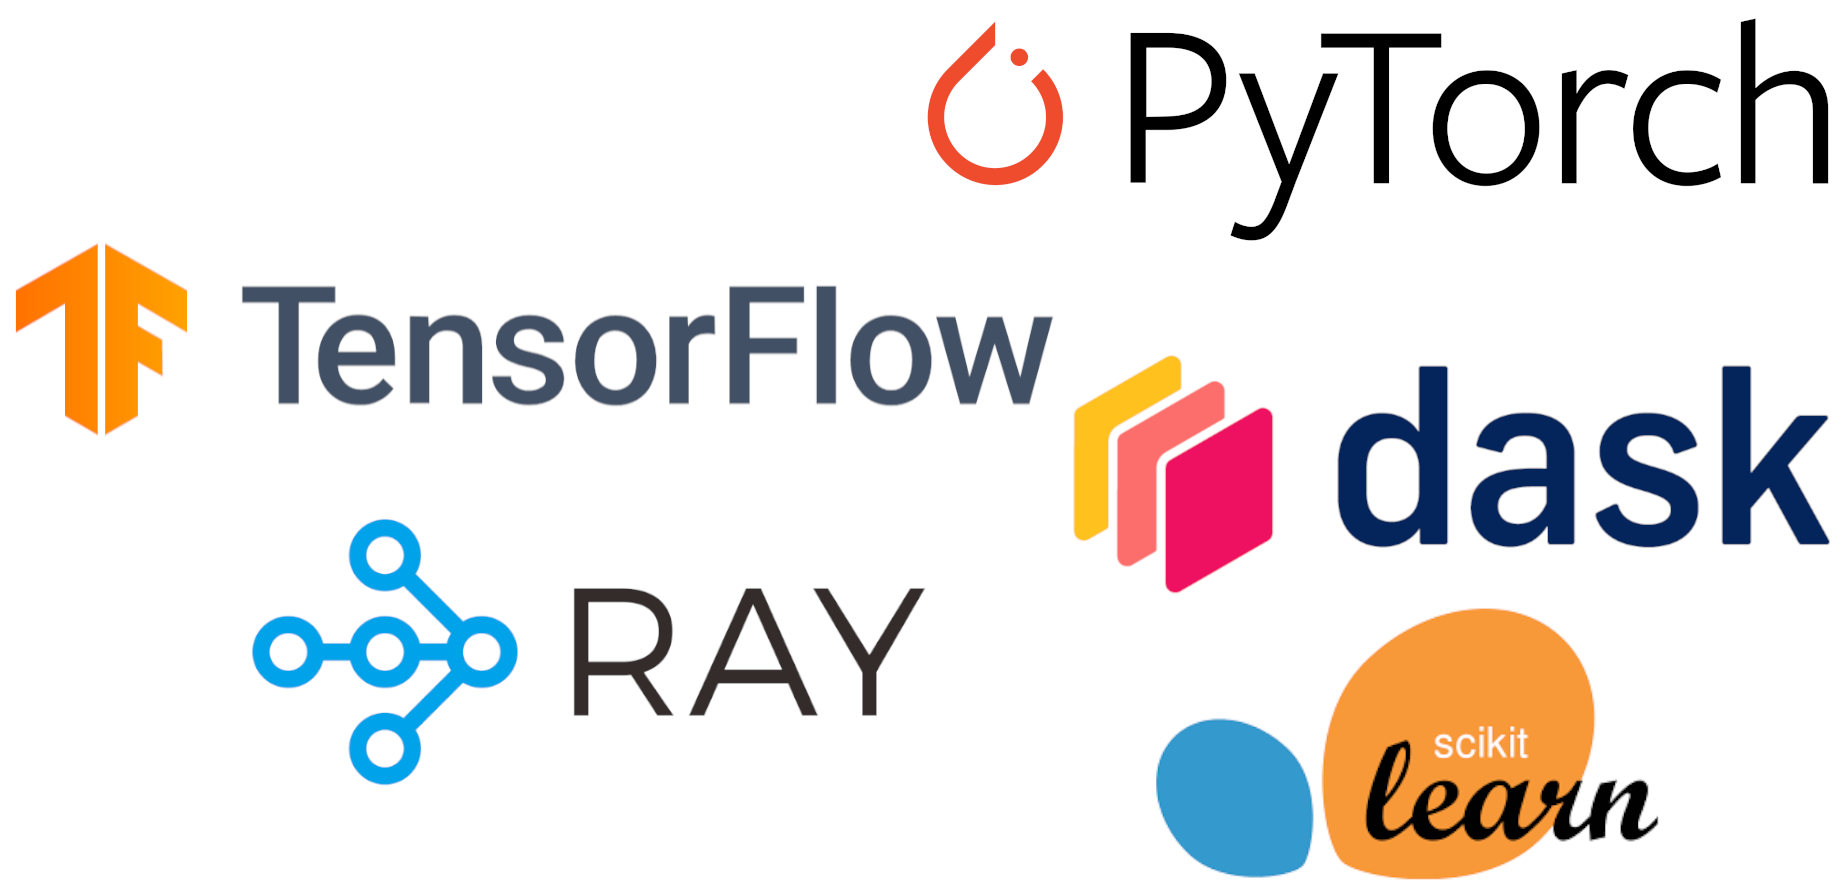 PyTorch
TensorFlow
dask
RAY
scikit
learn